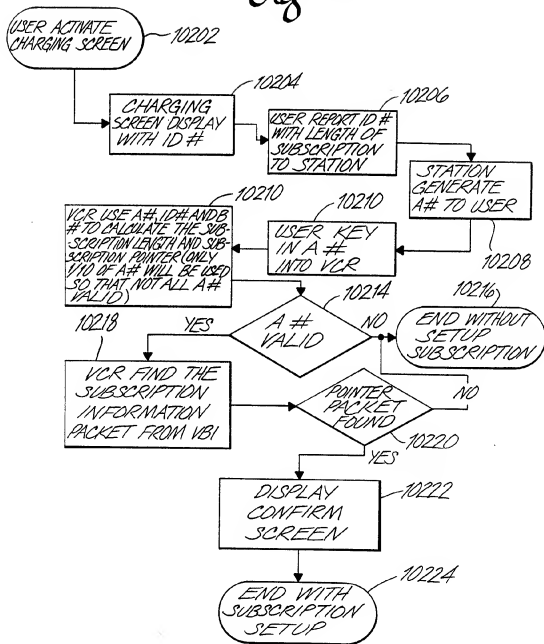 Fig
USER ACTIVATE
CHARGING SCREEN
10202
CHARGING
SCREEN DISPLAY
WITH ID #
10204
USER REPORT ID #
WITH LENGTH OF
SUBSCRIPTION
TO STATION
10206
STATION
GENERATE
A# TO USER
10208
USER KEY
IN A #
INTO VCR
10210
VCR USE A#, ID# AND B
# TO CALCULATE THE SUB-
SCRIPTION LENGTH AND SUB-
SCRIPTION POINTER (ONLY
1/10 OF A# WILL BE USED
SO THAT NOT ALL A#
VALID)
10210
A #
VALID
10214
YES
NO
10216
END WITHOUT
SETUP
SUBSCRIPTION
10218
VCR FIND THE
SUBSCRIPTION
INFORMATION
PACKET FROM VBI
POINTER
PACKET
FOUND
NO
10220
YES
DISPLAY
CONFIRM
SCREEN
10222
END WITH
SUBSCRIPTION
SETUP
10224